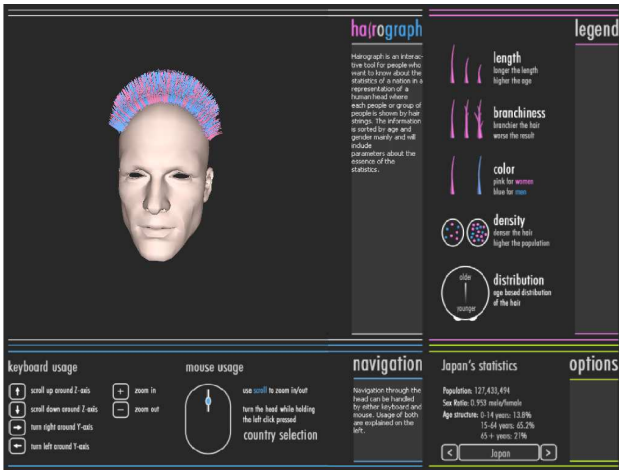 ha(rograph
Hairograph is an interac-
tive tool for people who
want to know about the
statistics of a nation in a
representation of a
human head where
each people or group of
people is shown by hair
strings. The information
is sorted by age and
gender mainly and will
include
parameters about the
essence of the
statistics.
legend
length
longer the length
higher the age
branchiness
branchier the hair
worse the result
color
pink for women
blue for men
density
denser the hair
higher the population
older
younger
distribution
age based distribution
of the hair
keyboard usage
scroll up around Z-axis
scroll down around Z-axis
turn right around Y-axis
turn left around Y-axis
+ zoom in
− zoom out
mouse usage
use scroll to zoom in/out
turn the head while holding
the left click pressed
country selection
navigation
Navigation through the
head can be handled
by either keyboard and
mouse. Usage of both
are explained on the
left.
Japan's statistics
Population: 127,433,494
Sex Ratio: 0.953 male/female
Age structure: 0-14 years: 13.8%
15-64 years: 65.2%
65+ years: 21%
< Japan >
options